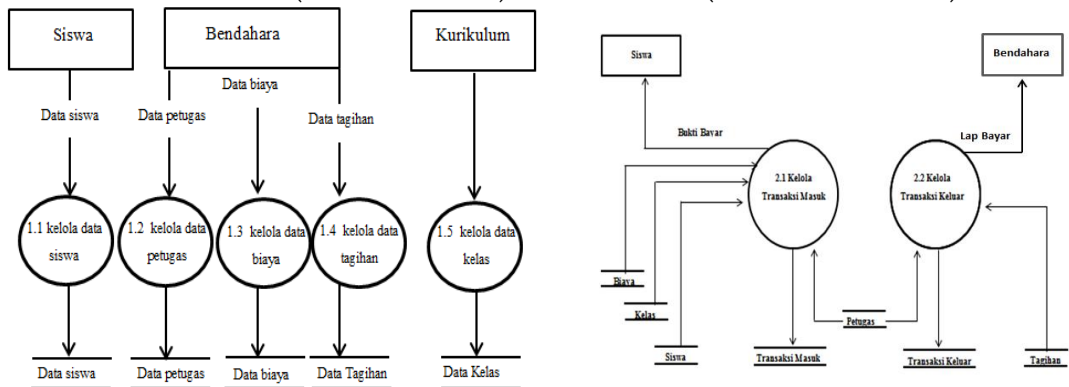 Siswa
Bendahara
Kurikulum
Data biaya
Data siswa
Data petugas
Data tagihan
1.1 kelola data
siswa
1.2 kelola data
petugas
1.3 kelola data
biaya
1.4 kelola data
tagihan
1.5 kelola data
kelas
Data siswa
Data petugas
Data biaya
Data Tagihan
Data Kelas
Siswa
Bendahara
Bukti Bayar
Lap Bayar
2.1 Kelola
Transaksi Masuk
2.2 Kelola
Transaksi Keluar
Biaya
Kelas
Petugas
Siswa
Transaksi Masuk
Transaksi Keluar
Tagihan